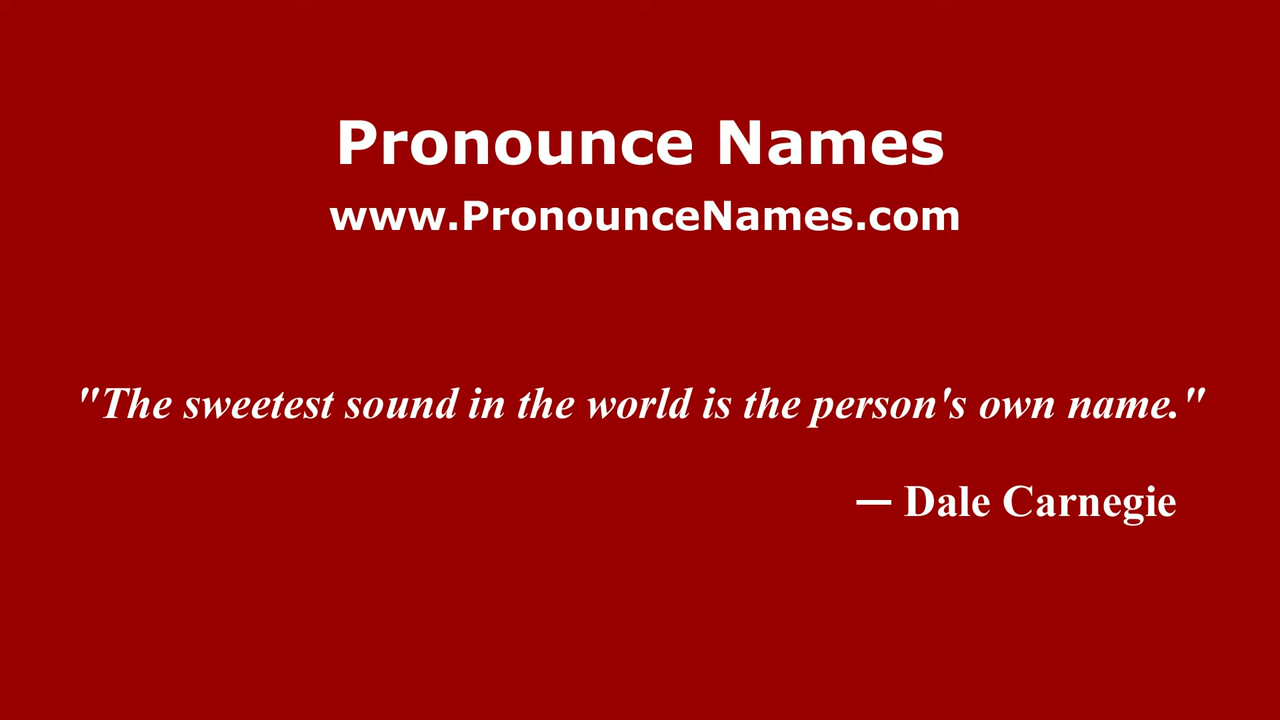 Pronounce Names
www.PronounceNames.com
"The sweetest sound in the world is the person's own name."
— Dale Carnegie